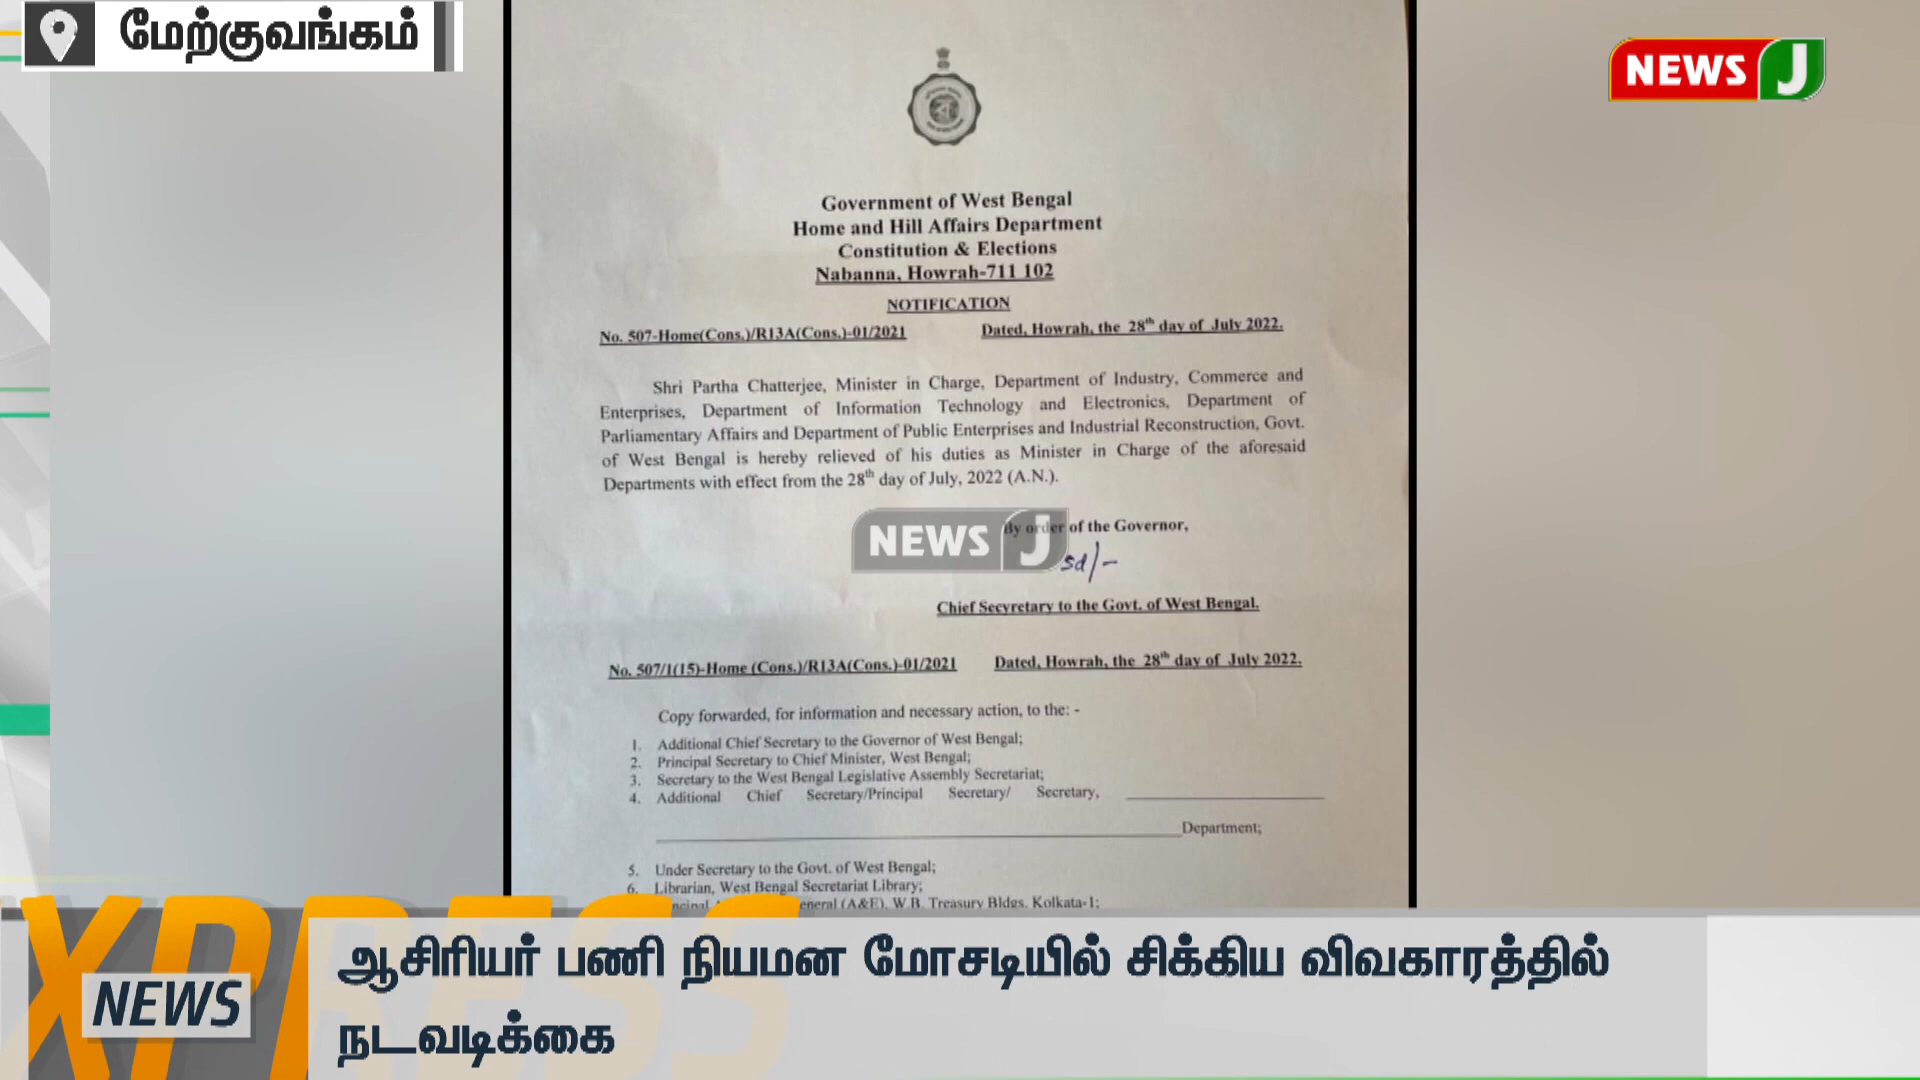 மேற்குவங்கம்
NEWS J
Government of West Bengal
Home and Hill Affairs Department
Constitution & Elections
Nabanna, Howrah-711 102
NOTIFICATION
No. 507-Home(Cons.)/R13A(Cons.)-01/2021 Dated, Howrah, the 28th day of July 2022.
Shri Partha Chatterjee, Minister in Charge, Department of Industry, Commerce and
Enterprises, Department of Information Technology and Electronics, Department of
Parliamentary Affairs and Department of Public Enterprises and Industrial Reconstruction, Govt.
of West Bengal is hereby relieved of his duties as Minister in Charge of the aforesaid
Departments with effect from the 28th day of July, 2022 (A.N.).
By order of the Governor,
NEWS J
sd/-
Chief Secyretary to the Govt. of West Bengal.
No. 507/1(15)-Home (Cons.)/R13A(Cons.)-01/2021 Dated, Howrah, the 28th day of July 2022.
Copy forwarded, for information and necessary action, to the: -
1. Additional Chief Secretary to the Governor of West Bengal;
2. Principal Secretary to Chief Minister, West Bengal;
3. Secretary to the West Bengal Legislative Assembly Secretariat;
4. Additional Chief Secretary/Principal Secretary/ Secretary,
Department;
5. Under Secretary to the Govt. of West Bengal;
6. Librarian, West Bengal Secretariat Library;
(A&E), W.B. Treasury Bldgs. Kolkata-1;
XPRESS
NEWS
ஆசிரியர் பணி நியமன மோசடியில் சிக்கிய விவகாரத்தில்
நடவடிக்கை